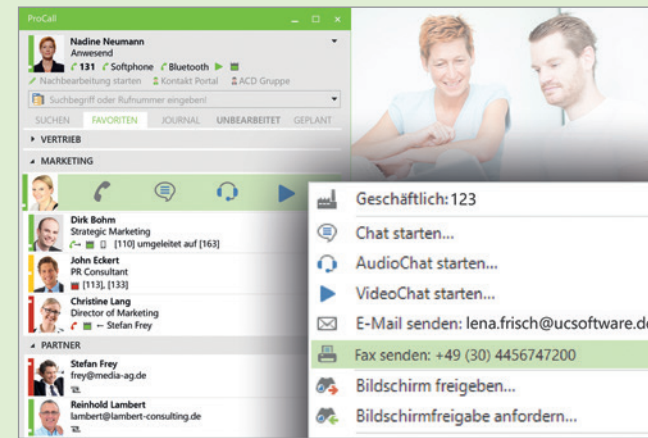 ProCall
Nadine Neumann
Anwesend
131 Softphone Bluetooth
Nachbearbeitung starten Kontakt Portal ACD Gruppe
Suchbegriff oder Rufnummer eingeben!
SUCHEN FAVORITEN JOURNAL UNBEARBEITET GEPLANT
VERTRIEB
MARKETING
Dirk Bohm
Strategic Marketing
[110] umgeleitet auf [163]
John Eckert
PR Consultant
[113], [133]
Christine Lang
Director of Marketing
Stefan Frey
PARTNER
Stefan Frey
frey@media-ag.de
Reinhold Lambert
lambert@lambert-consulting.de
Geschäftlich: 123
Chat starten...
AudioChat starten...
VideoChat starten...
E-Mail senden: lena.frisch@ucsoftware.de
Fax senden: +49 (30) 4456747200
Bildschirm freigeben...
Bildschirmfreigabe anfordern...